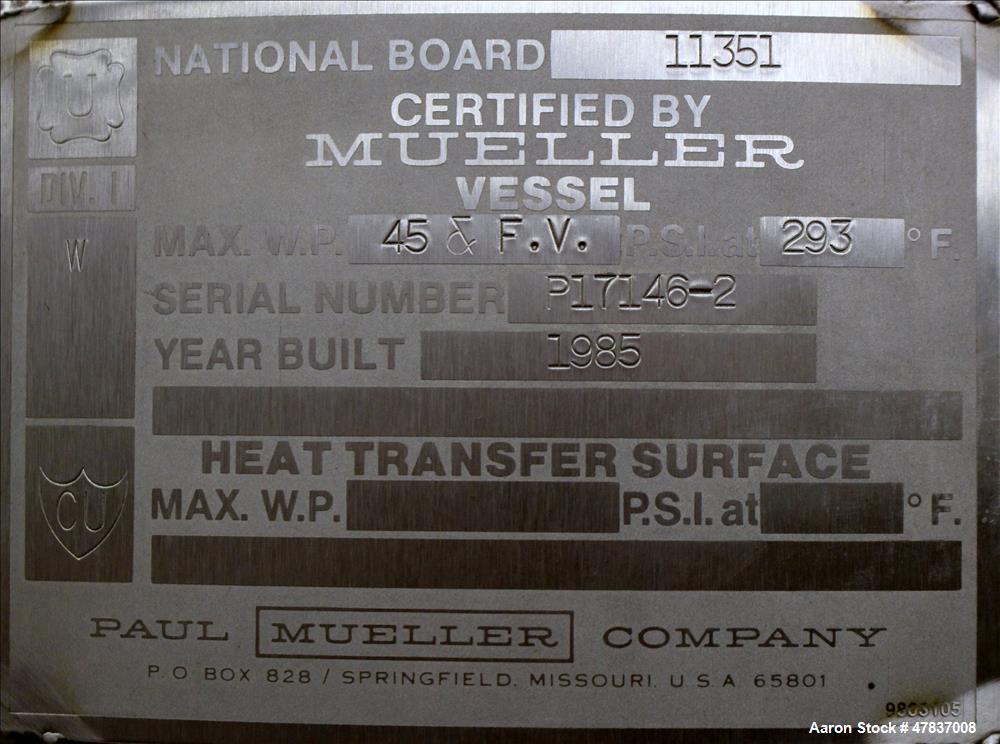 NATIONAL BOARD 11351
U
CERTIFIED BY
MUELLER
VESSEL
DIV. I
W
MAX. W.P. 45 & F.V. P.S.I. at 293 °F.
SERIAL NUMBER P17146-2
YEAR BUILT 1985
HEAT TRANSFER SURFACE
CU
MAX. W.P. P.S.I. at °F.
PAUL MUELLER COMPANY
P. O BOX 828 / SPRINGFIELD, MISSOURI, U S A 65801
Aaron Stock # 47837008